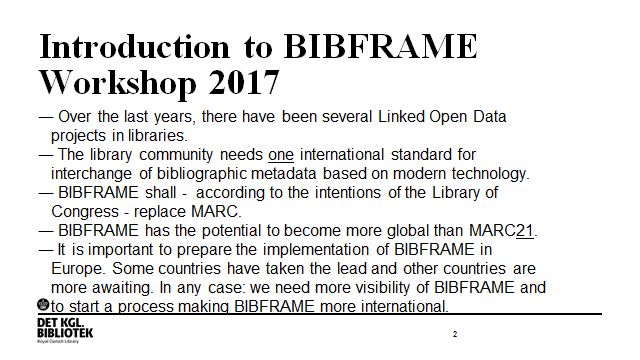 Introduction to BIBFRAME
Workshop 2017
— Over the last years, there have been several Linked Open Data
projects in libraries.
— The library community needs one international standard for
interchange of bibliographic metadata based on modern technology.
— BIBFRAME shall - according to the intentions of the Library of
Congress - replace MARC.
— BIBFRAME has the potential to become more global than MARC21.
— It is important to prepare the implementation of BIBFRAME in
Europe. Some countries have taken the lead and other countries are
more awaiting. In any case: we need more visibility of BIBFRAME and
to start a process making BIBFRAME more international.
DET KGL.
BIBLIOTEK
Royal Danish Library
2